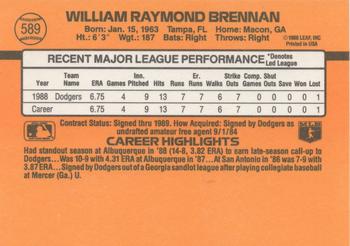 589
WILLIAM RAYMOND BRENNAN
Born: Jan. 15, 1963 Tampa, FL Home: Macon, GA
Ht.: 6'3" Wgt.: 187 Bats: Right Throws: Right
©1988 LEAF, INC
PRINTED IN USA
RECENT MAJOR LEAGUE PERFORMANCE *Denotes Led League
Year Team Name ERA Inn. Pitched Hits Runs Er. Runs Walks Strike Outs Comp. Games Shut Outs Save Won Lost
1988 Dodgers 6.75 4 9 13 7 7 6 7 0 0 0 0 1
Career 6.75 4 9 13 7 7 6 7 0 0 0 0 1
Contract Status: Signed thru 1989. How Acquired: Signed by Dodgers as
undrafted amateur free agent 9/1/84
CAREER HIGHLIGHTS
Had standout season at Albuquerque in '88 (14-8, 3.82 ERA) to earn late-season call-up to
Dodgers... Was 10-9 with 4.31 ERA at Albuquerque in '87... At San Antonio in '86 was 7-9 with
3.87 ERA... Signed by Dodgers out of a Georgia sandlot league after playing collegiate baseball
at Mercer (Ga.) U.